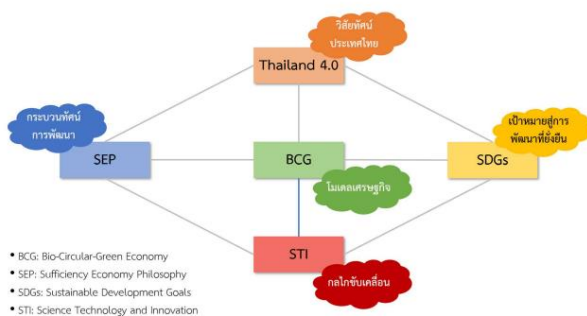 วิสัยทัศน์
ประเทศไทย
Thailand 4.0
กระบวนทัศน์
การพัฒนา
เป้าหมายสู่การ
พัฒนาที่ยั่งยืน
SEP
BCG
SDGs
โมเดลเศรษฐกิจ
STI
กลไกขับเคลื่อน
• BCG: Bio-Circular-Green Economy
• SEP: Sufficiency Economy Philosophy
• SDGs: Sustainable Development Goals
• STI: Science Technology and Innovation